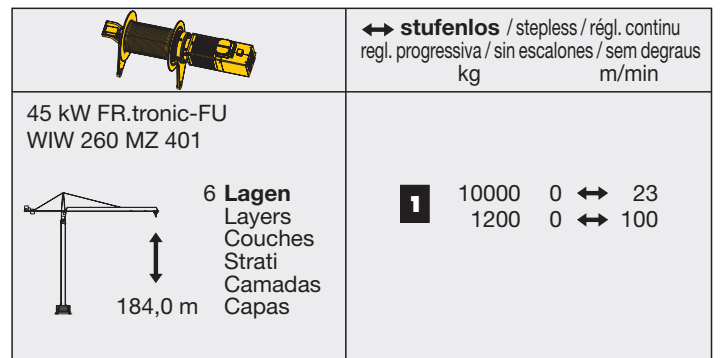 ↔ stufenlos / stepless / régl. continu
regl. progressiva / sin escalones / sem degraus
kg m/min
45 kW FR.tronic-FU
WIW 260 MZ 401
6 Lagen
Layers
Couches
Strati
Camadas
184,0 m Capas
1 10000 0 ↔ 23
1200 0 ↔ 100